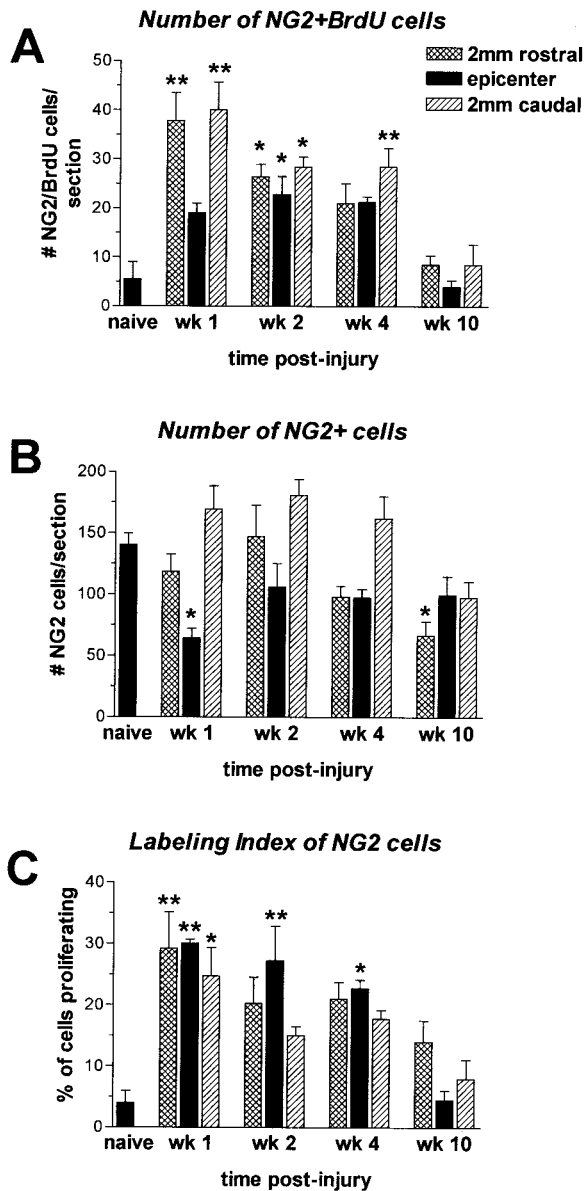 Number of NG2+BrdU cells
A
2mm rostral
epicenter
2mm caudal
# NG2/BrdU cells/
section
50
40
30
20
10
0
** ** * * * **
naive wk 1 wk 2 wk 4 wk 10
time post-injury
Number of NG2+ cells
B
# NG2 cells/section
200
150
100
50
0
* *
naive wk 1 wk 2 wk 4 wk 10
time post-injury
Labeling Index of NG2 cells
C
% of cells proliferating
40
30
20
10
0
** ** * ** *
naive wk 1 wk 2 wk 4 wk 10
time post-injury